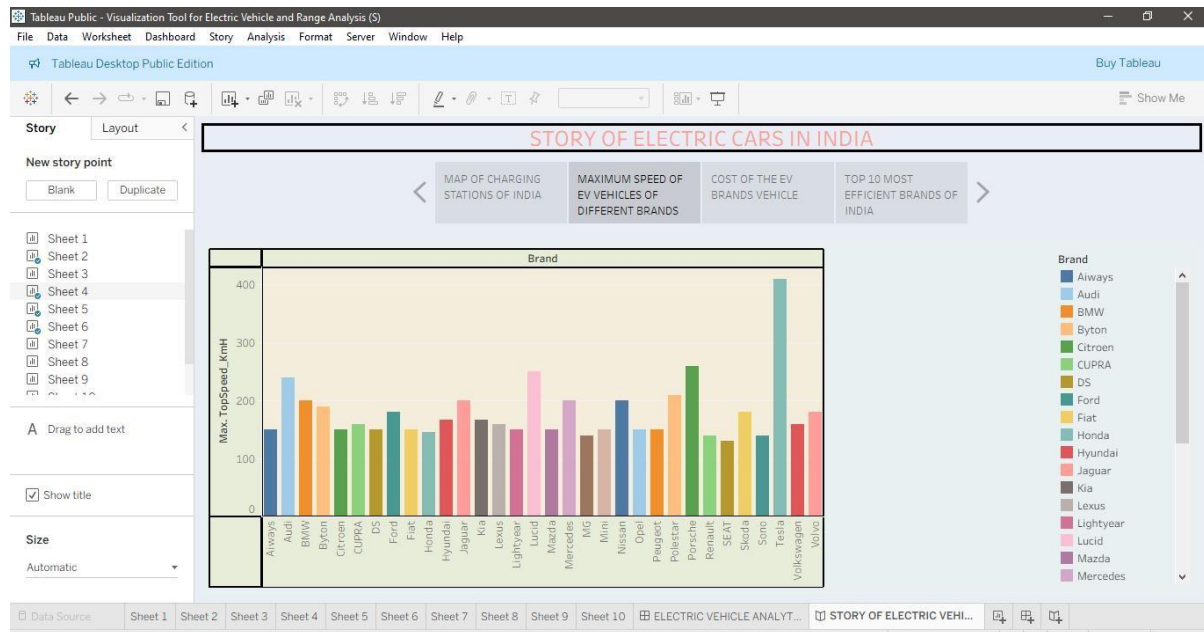 Tableau Public - Visualization Tool for Electric Vehicle and Range Analysis (S)
File Data Worksheet Dashboard Story Analysis Format Server Window Help
Tableau Desktop Public Edition
Buy Tableau
Show Me
Story Layout
New story point
Blank Duplicate
Sheet 1
Sheet 2
Sheet 3
Sheet 4
Sheet 5
Sheet 6
Sheet 7
Sheet 8
Sheet 9
A Drag to add text
Show title
Size
Automatic
STORY OF ELECTRIC CARS IN INDIA
MAP OF CHARGING
STATIONS OF INDIA
MAXIMUM SPEED OF
EV VEHICLES OF
DIFFERENT BRANDS
COST OF THE EV
BRANDS VEHICLE
TOP 10 MOST
EFFICIENT BRANDS OF
INDIA
Brand
Max. TopSpeed_KmH
400
300
200
100
0
Aiways
Audi
BMW
Byton
Citroen
CUPRA
DS
Ford
Fiat
Honda
Hyundai
Jaguar
Kia
Lexus
Lightyear
Lucid
Mazda
Mercedes
MG
Mini
Nissan
Opel
Peugeot
Polestar
Porsche
Renault
SEAT
Skoda
Sono
Tesla
Volkswagen
Volvo
Brand
Aiways
Audi
BMW
Byton
Citroen
CUPRA
DS
Ford
Fiat
Honda
Hyundai
Jaguar
Kia
Lexus
Lightyear
Lucid
Mazda
Mercedes
Data Source Sheet 1 Sheet 2 Sheet 3 Sheet 4 Sheet 5 Sheet 6 Sheet 7 Sheet 8 Sheet 9 Sheet 10 ELECTRIC VEHICLE ANALYT... STORY OF ELECTRIC VEHI...